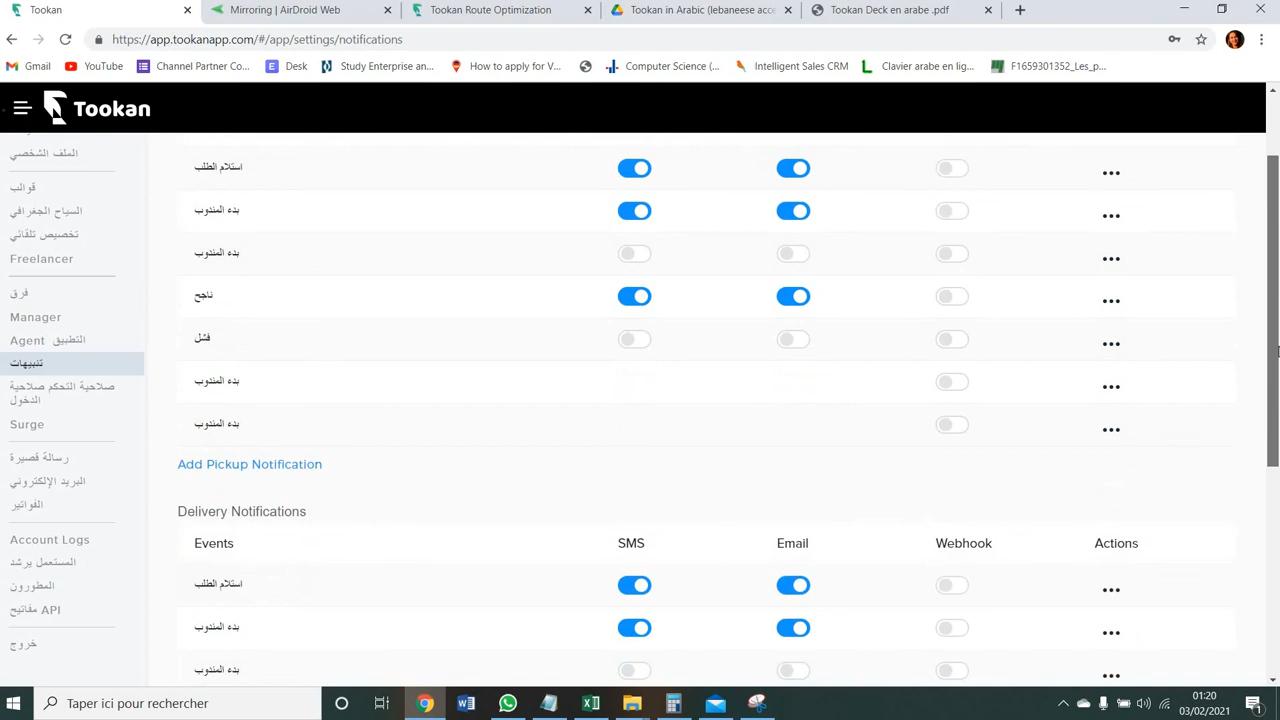 Tookan
Mirroring | AirDroid Web
Tookan Route Optimization
Tookan in Arabic (lebaneese acce
Tookan Deck en arabe .pdf
https://app.tookanapp.com/#/app/settings/notifications
Gmail
YouTube
Channel Partner Co...
Desk
Study Enterprise an...
How to apply for V...
Computer Science (...
Intelligent Sales CRM
Clavier arabe en lig...
F1659301352_Les_p...
Tookan
الملف الشخصي
قوالب
السياج الجغرافي
تخصيص تلقائي
Freelancer
فرق
Manager
Agent التطبيق
تنبيهات
صلاحية التحكم صلاحية
الدخول
Surge
رسالة قصيرة
البريد الإلكتروني
الفواتير
Account Logs
المستعمل يرشد
المطورون
مفاتيح API
خروج
استلام الطلب
بدء المندوب
بدء المندوب
ناجح
فشل
بدء المندوب
بدء المندوب
Add Pickup Notification
Delivery Notifications
Events SMS Email Webhook Actions
استلام الطلب
بدء المندوب
بدء المندوب
Taper ici pour rechercher
01:20
03/02/2021
1